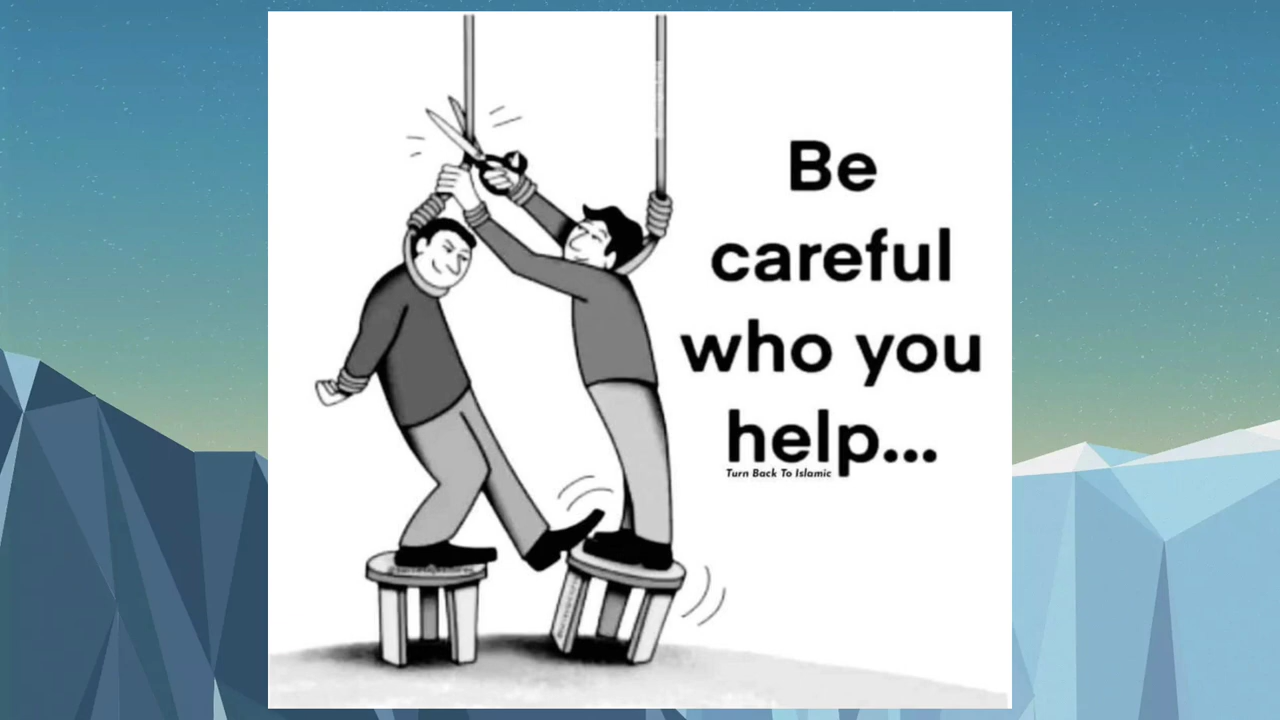 Be
careful
who you
help...
Turn Back To Islamic